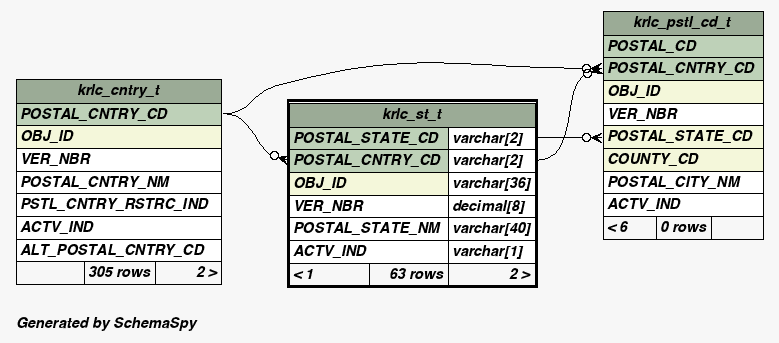 krlc_cntry_t
POSTAL_CNTRY_CD
OBJ_ID
VER_NBR
POSTAL_CNTRY_NM
PSTL_CNTRY_RSTRC_IND
ACTV_IND
ALT_POSTAL_CNTRY_CD
305 rows 2 >
krlc_st_t
POSTAL_STATE_CD varchar[2]
POSTAL_CNTRY_CD varchar[2]
OBJ_ID varchar[36]
VER_NBR decimal[8]
POSTAL_STATE_NM varchar[40]
ACTV_IND varchar[1]
< 1 63 rows 2 >
krlc_pstl_cd_t
POSTAL_CD
POSTAL_CNTRY_CD
OBJ_ID
VER_NBR
POSTAL_STATE_CD
COUNTY_CD
POSTAL_CITY_NM
ACTV_IND
< 6 0 rows
Generated by SchemaSpy